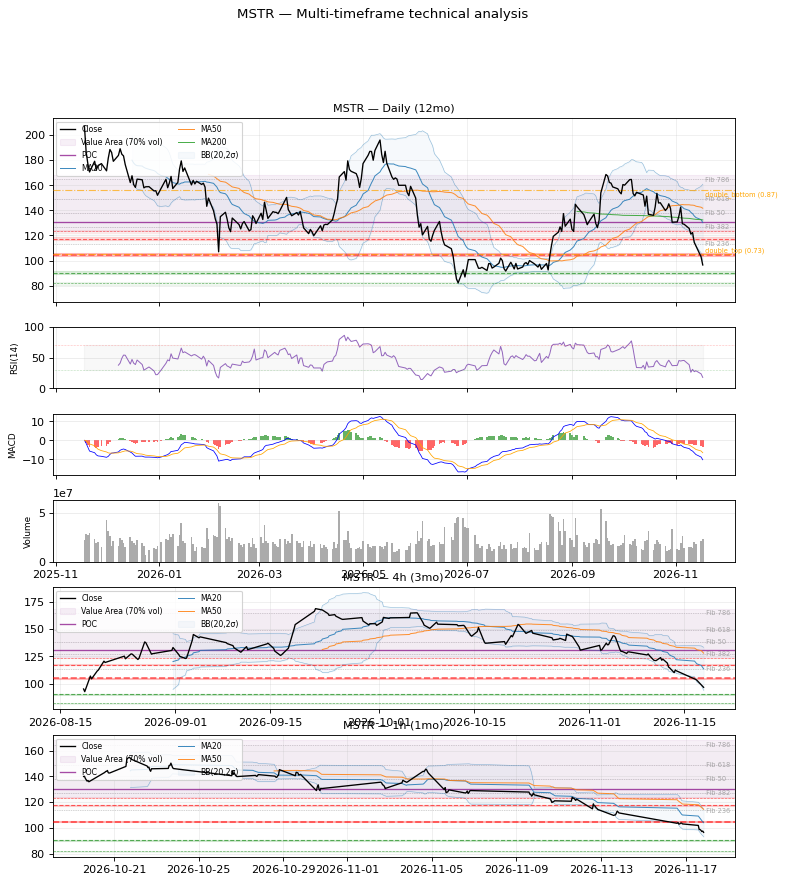 MSTR — Multi-timeframe technical analysis
MSTR — Daily (12mo)
Close
Value Area (70% vol)
POC
MA20
MA50
MA200
BB(20,2σ)
200
180
160
140
120
100
80
Fib 786
double_bottom (0.87)
Fib 618
Fib 50
Fib 382
Fib 236
double_top (0.73)
RSI(14)
100
50
0
MACD
10
0
−10
1e7
Volume
5
0
2025-11 2026-01 2026-03 2026-05 2026-07 2026-09 2026-11
MSTR — 4h (3mo)
Close
Value Area (70% vol)
POC
MA20
MA50
BB(20,2σ)
175
150
125
100
Fib 786
Fib 618
Fib 50
Fib 382
Fib 236
2026-08-15 2026-09-01 2026-09-15 2026-10-01 2026-10-15 2026-11-01 2026-11-15
MSTR — 1h (1mo)
Close
Value Area (70% vol)
POC
MA20
MA50
BB(20,2σ)
160
140
120
100
80
Fib 786
Fib 618
Fib 50
Fib 382
Fib 236
2026-10-21 2026-10-25 2026-10-29 2026-11-01 2026-11-05 2026-11-09 2026-11-13 2026-11-17